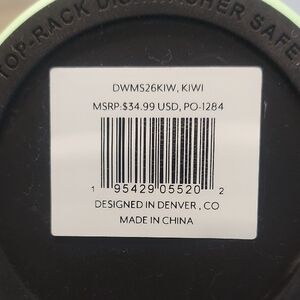 TOP-RACK DISHWASHER SAFE
DWMS26KIW, KIWI
MSRP:$34.99 USD, PO-1284
1 95429 05520 2
DESIGNED IN DENVER , CO
MADE IN CHINA